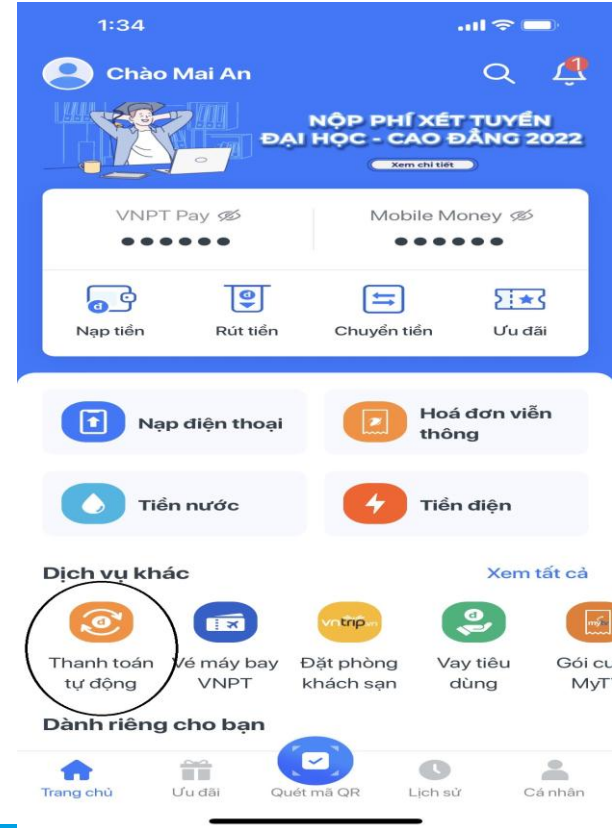 1:34
Chào Mai An
1
NỘP PHÍ XÉT TUYỂN
ĐẠI HỌC - CAO ĐẲNG 2022
Xem chi tiết
VNPT Pay
Mobile Money
Nạp tiền
Rút tiền
Chuyển tiền
Ưu đãi
Nạp điện thoại
Hoá đơn viễn
thông
Tiền nước
Tiền điện
Dịch vụ khác
Xem tất cả
vntrip.vn
Thanh toán
tự động
Vé máy bay
VNPT
Đặt phòng
khách sạn
Vay tiêu
dùng
Gói cu
MyT
Dành riêng cho bạn
Trang chủ
Ưu đãi
Quét mã QR
Lịch sử
Cá nhân